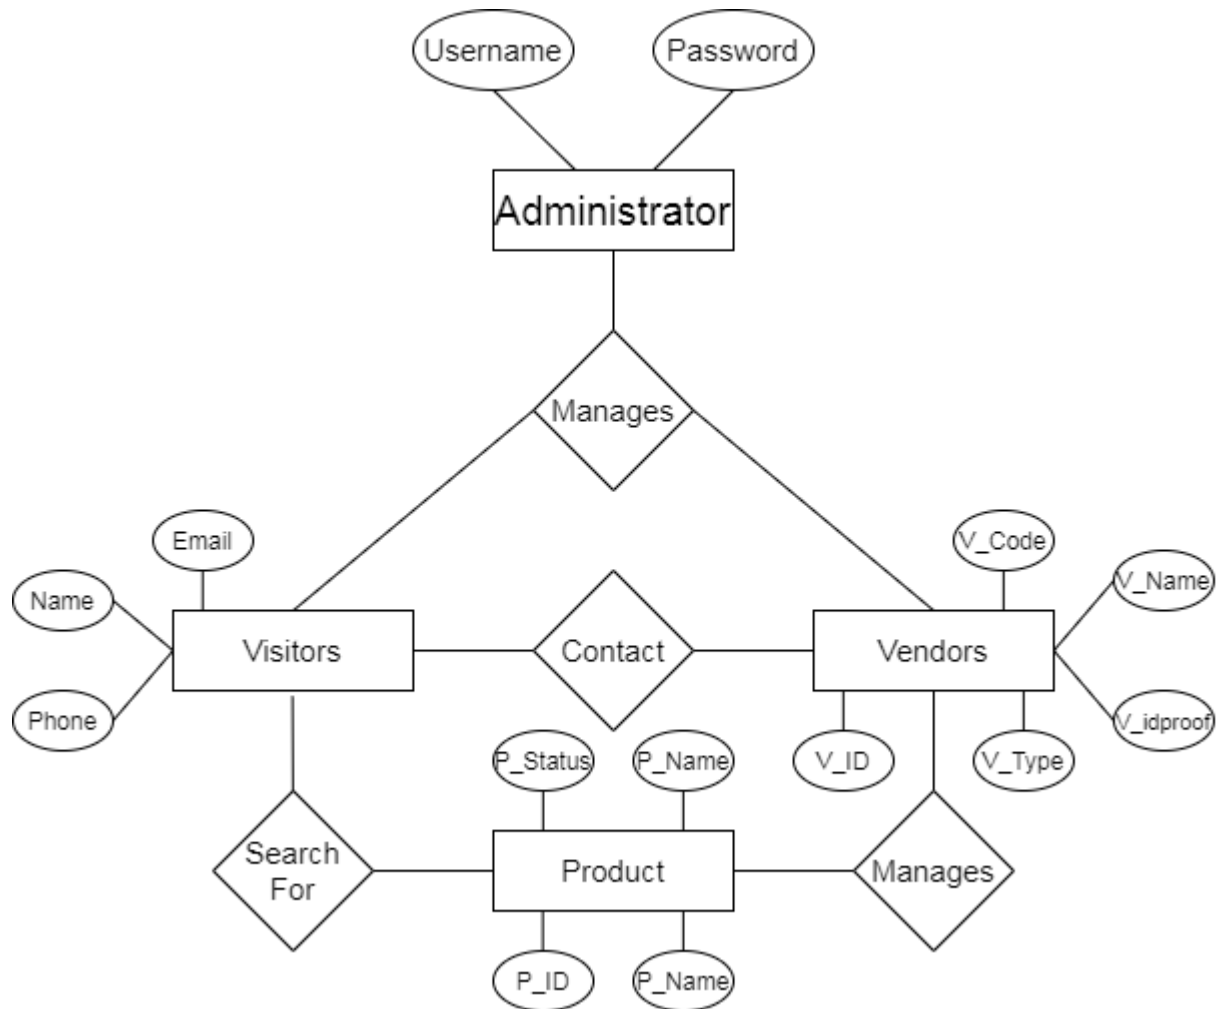 Username
Password
Administrator
Manages
Email
V_Code
Name
V_Name
Visitors
Contact
Vendors
Phone
V_idproof
P_Status
P_Name
V_ID
V_Type
Search
For
Product
Manages
P_ID
P_Name